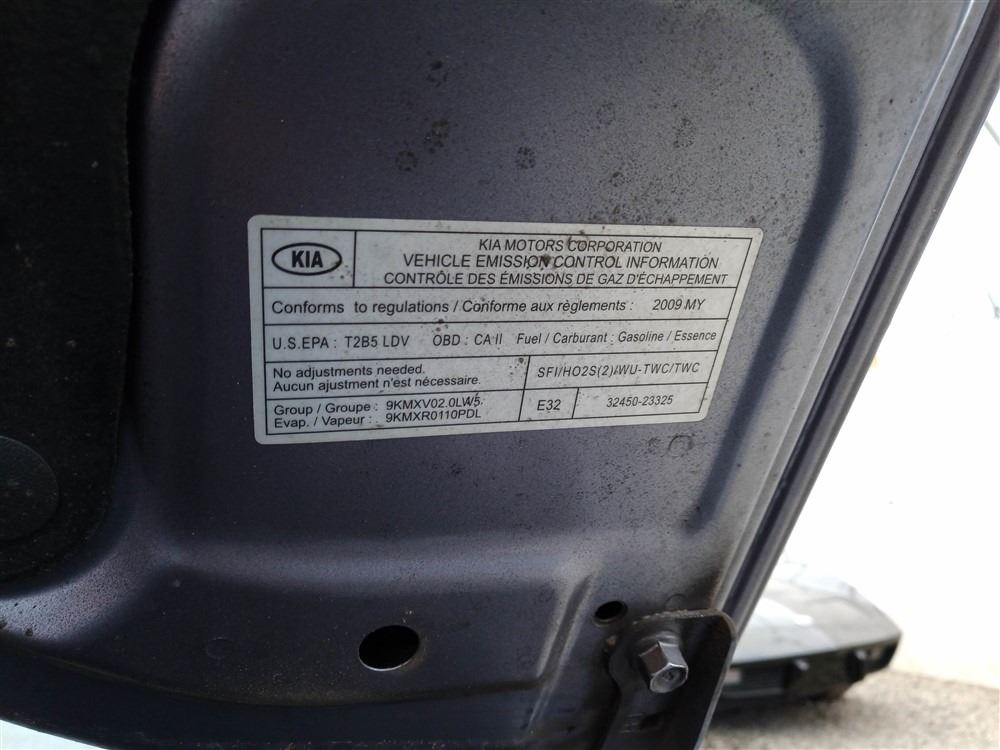 KIA
KIA MOTORS CORPORATION
VEHICLE EMISSION CONTROL INFORMATION
CONTRÔLE DES ÉMISSIONS DE GAZ D'ÉCHAPPEMENT
Conforms to regulations / Conforme aux règlements : 2009 MY
U.S.EPA : T2B5 LDV OBD : CA II Fuel / Carburant : Gasoline / Essence
No adjustments needed.
Aucun ajustment n'est nécessaire.
SFI/HO2S(2)/WU-TWC/TWC
Group / Groupe : 9KMXV02.0LW5
Evap. / Vapeur : 9KMXR0110PDL
E32
32450-23325